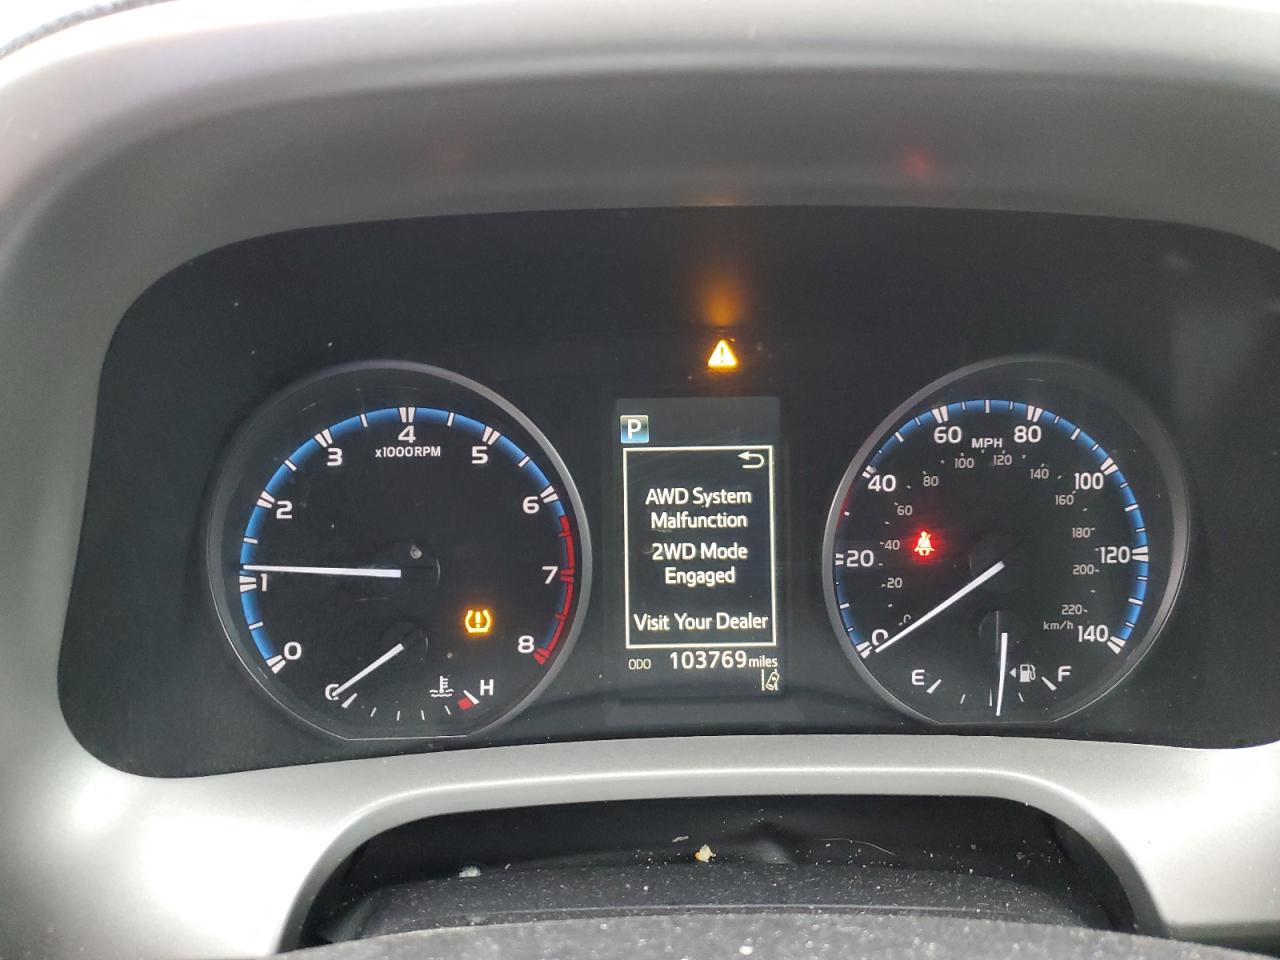 P
AWD System
Malfunction
2WD Mode
Engaged
Visit Your Dealer
ODO 103769 miles
0
1
2
3
4
5
6
7
8
x1000RPM
C
H
0
20
40
60
80
100
120
140
MPH
0
20
40
60
80
100
120
140
160
180
200
220
km/h
E
F